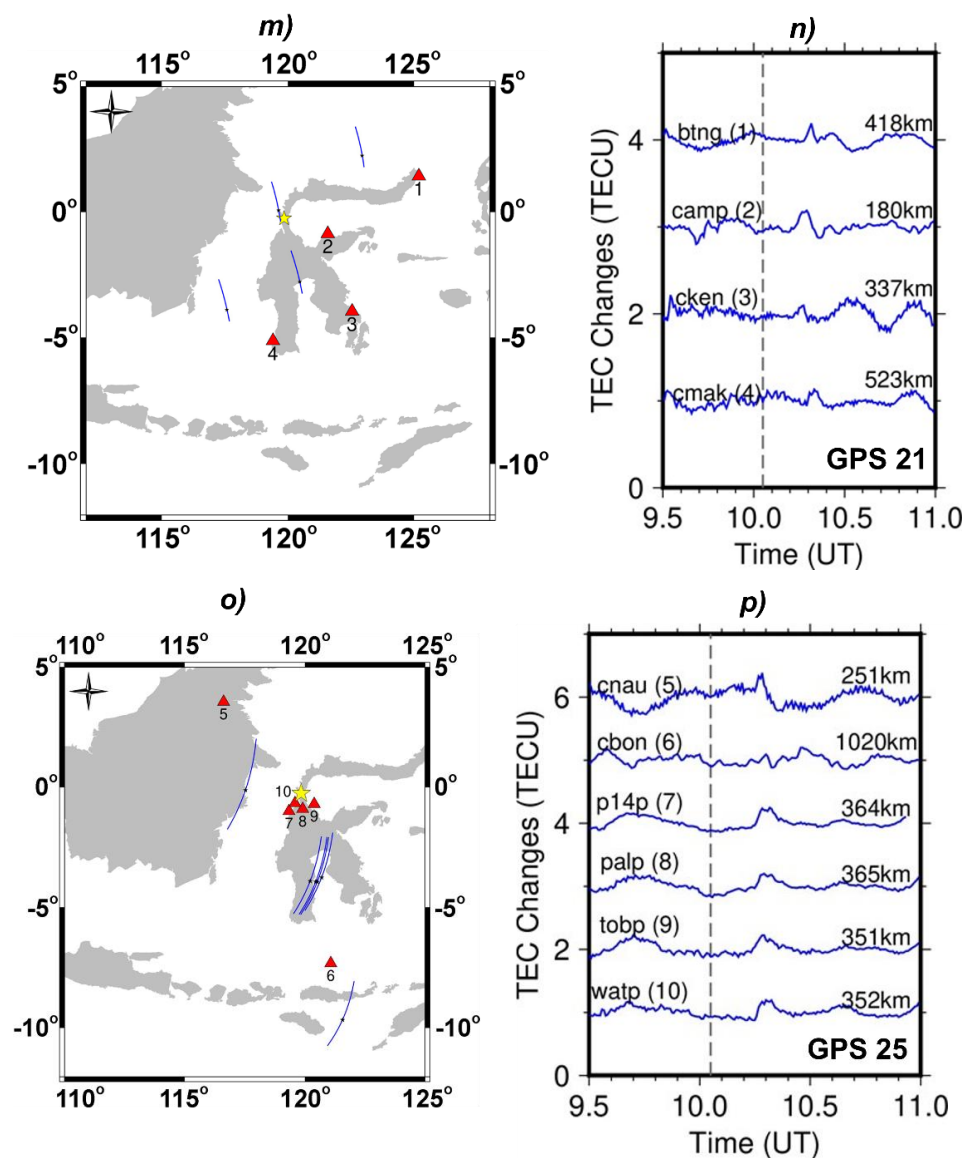 m)
115° 120° 125°
5° 5°
0° 0°
-5° -5°
-10° -10°
1
2
3
4
115° 120° 125°
n)
TEC Changes (TECU)
4
2
0
btng (1) 418km
camp (2) 180km
cken (3) 337km
cmak (4) 523km
GPS 21
9.5 10.0 10.5 11.0
Time (UT)
o)
110° 115° 120° 125°
5°
0° 0°
-5° -5°
-10° -10°
5
10
7 8 9
6
110° 115° 120° 125°
p)
TEC Changes (TECU)
6
4
2
0
cnau (5) 251km
cbon (6) 1020km
p14p (7) 364km
palp (8) 365km
tobp (9) 351km
watp (10) 352km
GPS 25
9.5 10.0 10.5 11.0
Time (UT)